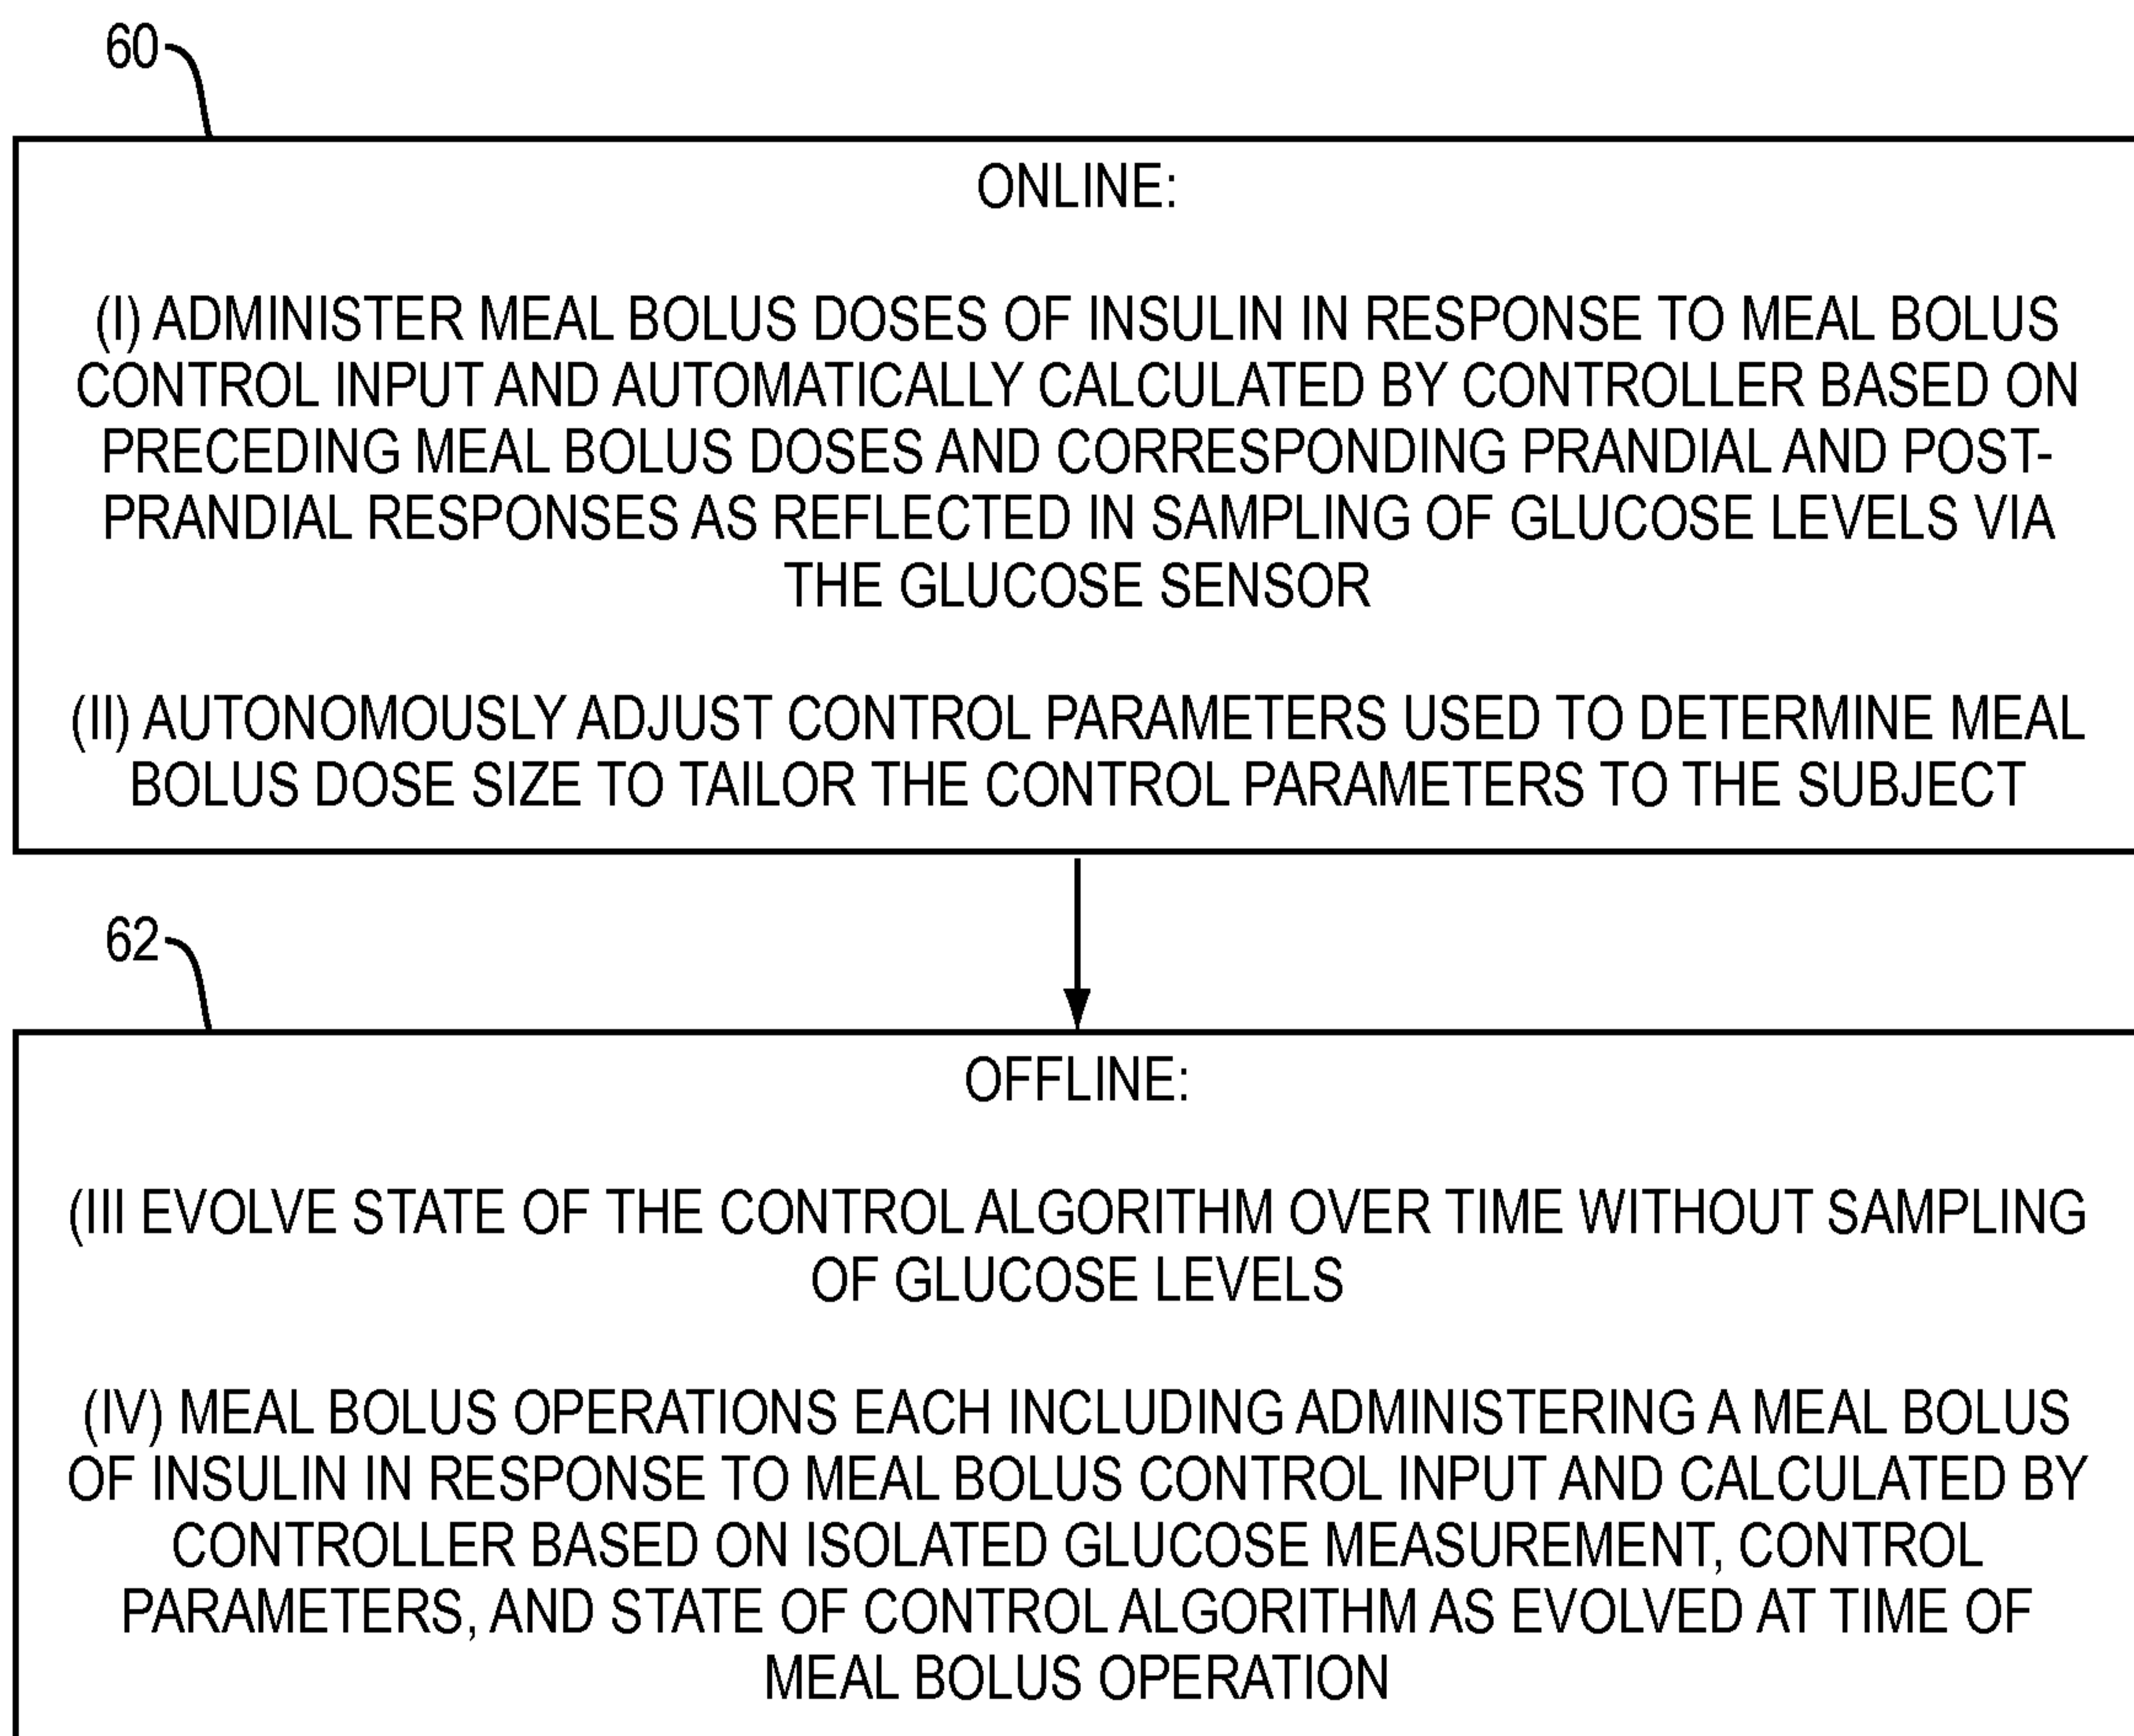 60
ONLINE:
(I) ADMINISTER MEAL BOLUS DOSES OF INSULIN IN RESPONSE TO MEAL BOLUS
CONTROL INPUT AND AUTOMATICALLY CALCULATED BY CONTROLLER BASED ON
PRECEDING MEAL BOLUS DOSES AND CORRESPONDING PRANDIAL AND POST-
PRANDIAL RESPONSES AS REFLECTED IN SAMPLING OF GLUCOSE LEVELS VIA
THE GLUCOSE SENSOR
(II) AUTONOMOUSLY ADJUST CONTROL PARAMETERS USED TO DETERMINE MEAL
BOLUS DOSE SIZE TO TAILOR THE CONTROL PARAMETERS TO THE SUBJECT
62
OFFLINE:
(III EVOLVE STATE OF THE CONTROL ALGORITHM OVER TIME WITHOUT SAMPLING
OF GLUCOSE LEVELS
(IV) MEAL BOLUS OPERATIONS EACH INCLUDING ADMINISTERING A MEAL BOLUS
OF INSULIN IN RESPONSE TO MEAL BOLUS CONTROL INPUT AND CALCULATED BY
CONTROLLER BASED ON ISOLATED GLUCOSE MEASUREMENT, CONTROL
PARAMETERS, AND STATE OF CONTROL ALGORITHM AS EVOLVED AT TIME OF
MEAL BOLUS OPERATION